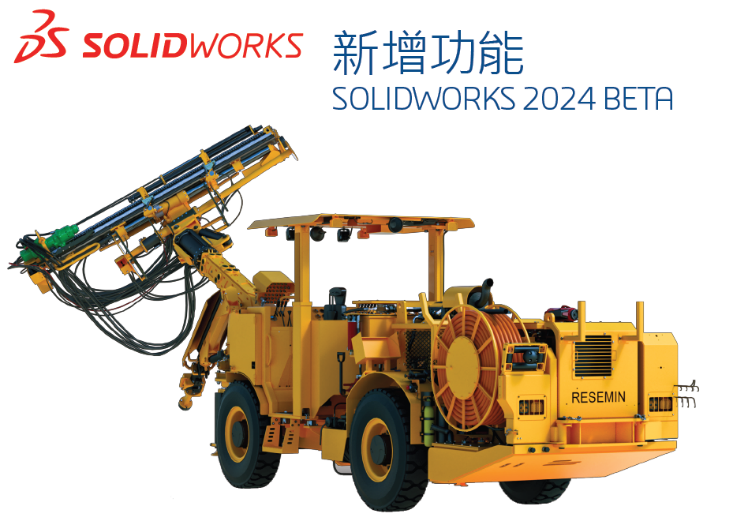 SOLIDWORKS
新增功能
SOLIDWORKS 2024 BETA
RESEMIN